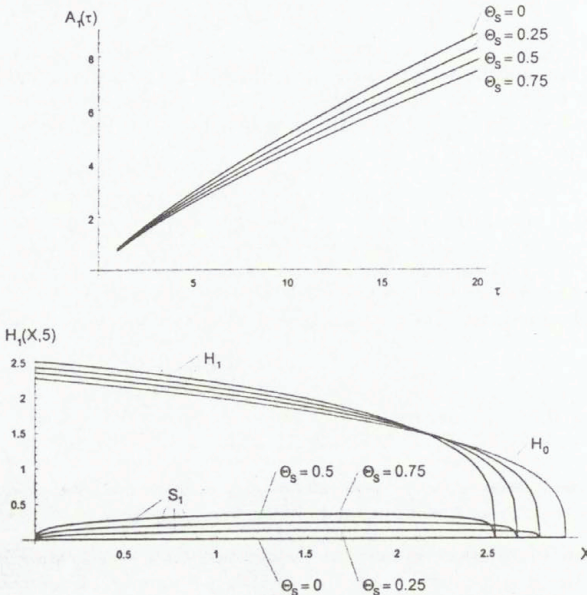 A₁(τ)
Θₛ = 0
Θₛ = 0.25
Θₛ = 0.5
Θₛ = 0.75
8
6
4
2
5 10 15 20
τ
H₁(X,5)
2.5
2
1.5
1
0.5
H₁
H₀
S₁
Θₛ = 0.5 Θₛ = 0.75
0.5 1 1.5 2 2.5 X
Θₛ = 0 Θₛ = 0.25